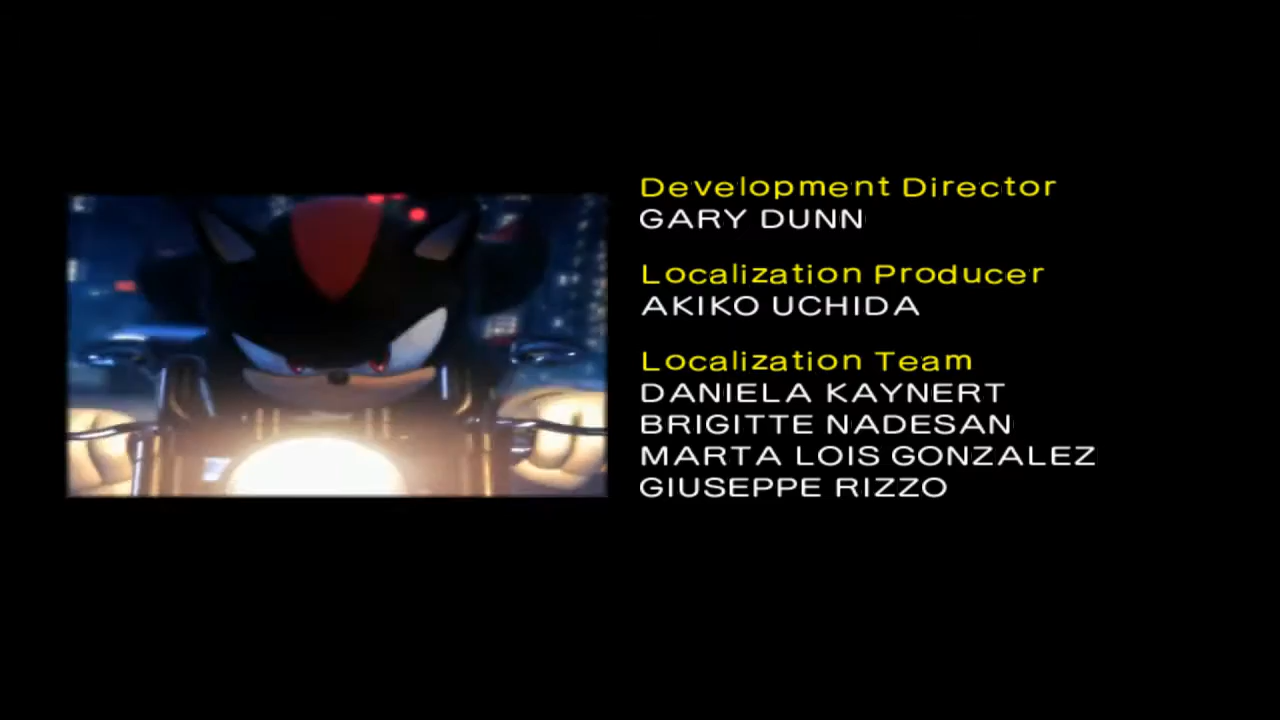 Development Director
GARY DUNN
Localization Producer
AKIKO UCHIDA
Localization Team
DANIELA KAYNERT
BRIGITTE NADESAN
MARTA LOIS GONZALEZ
GIUSEPPE RIZZO